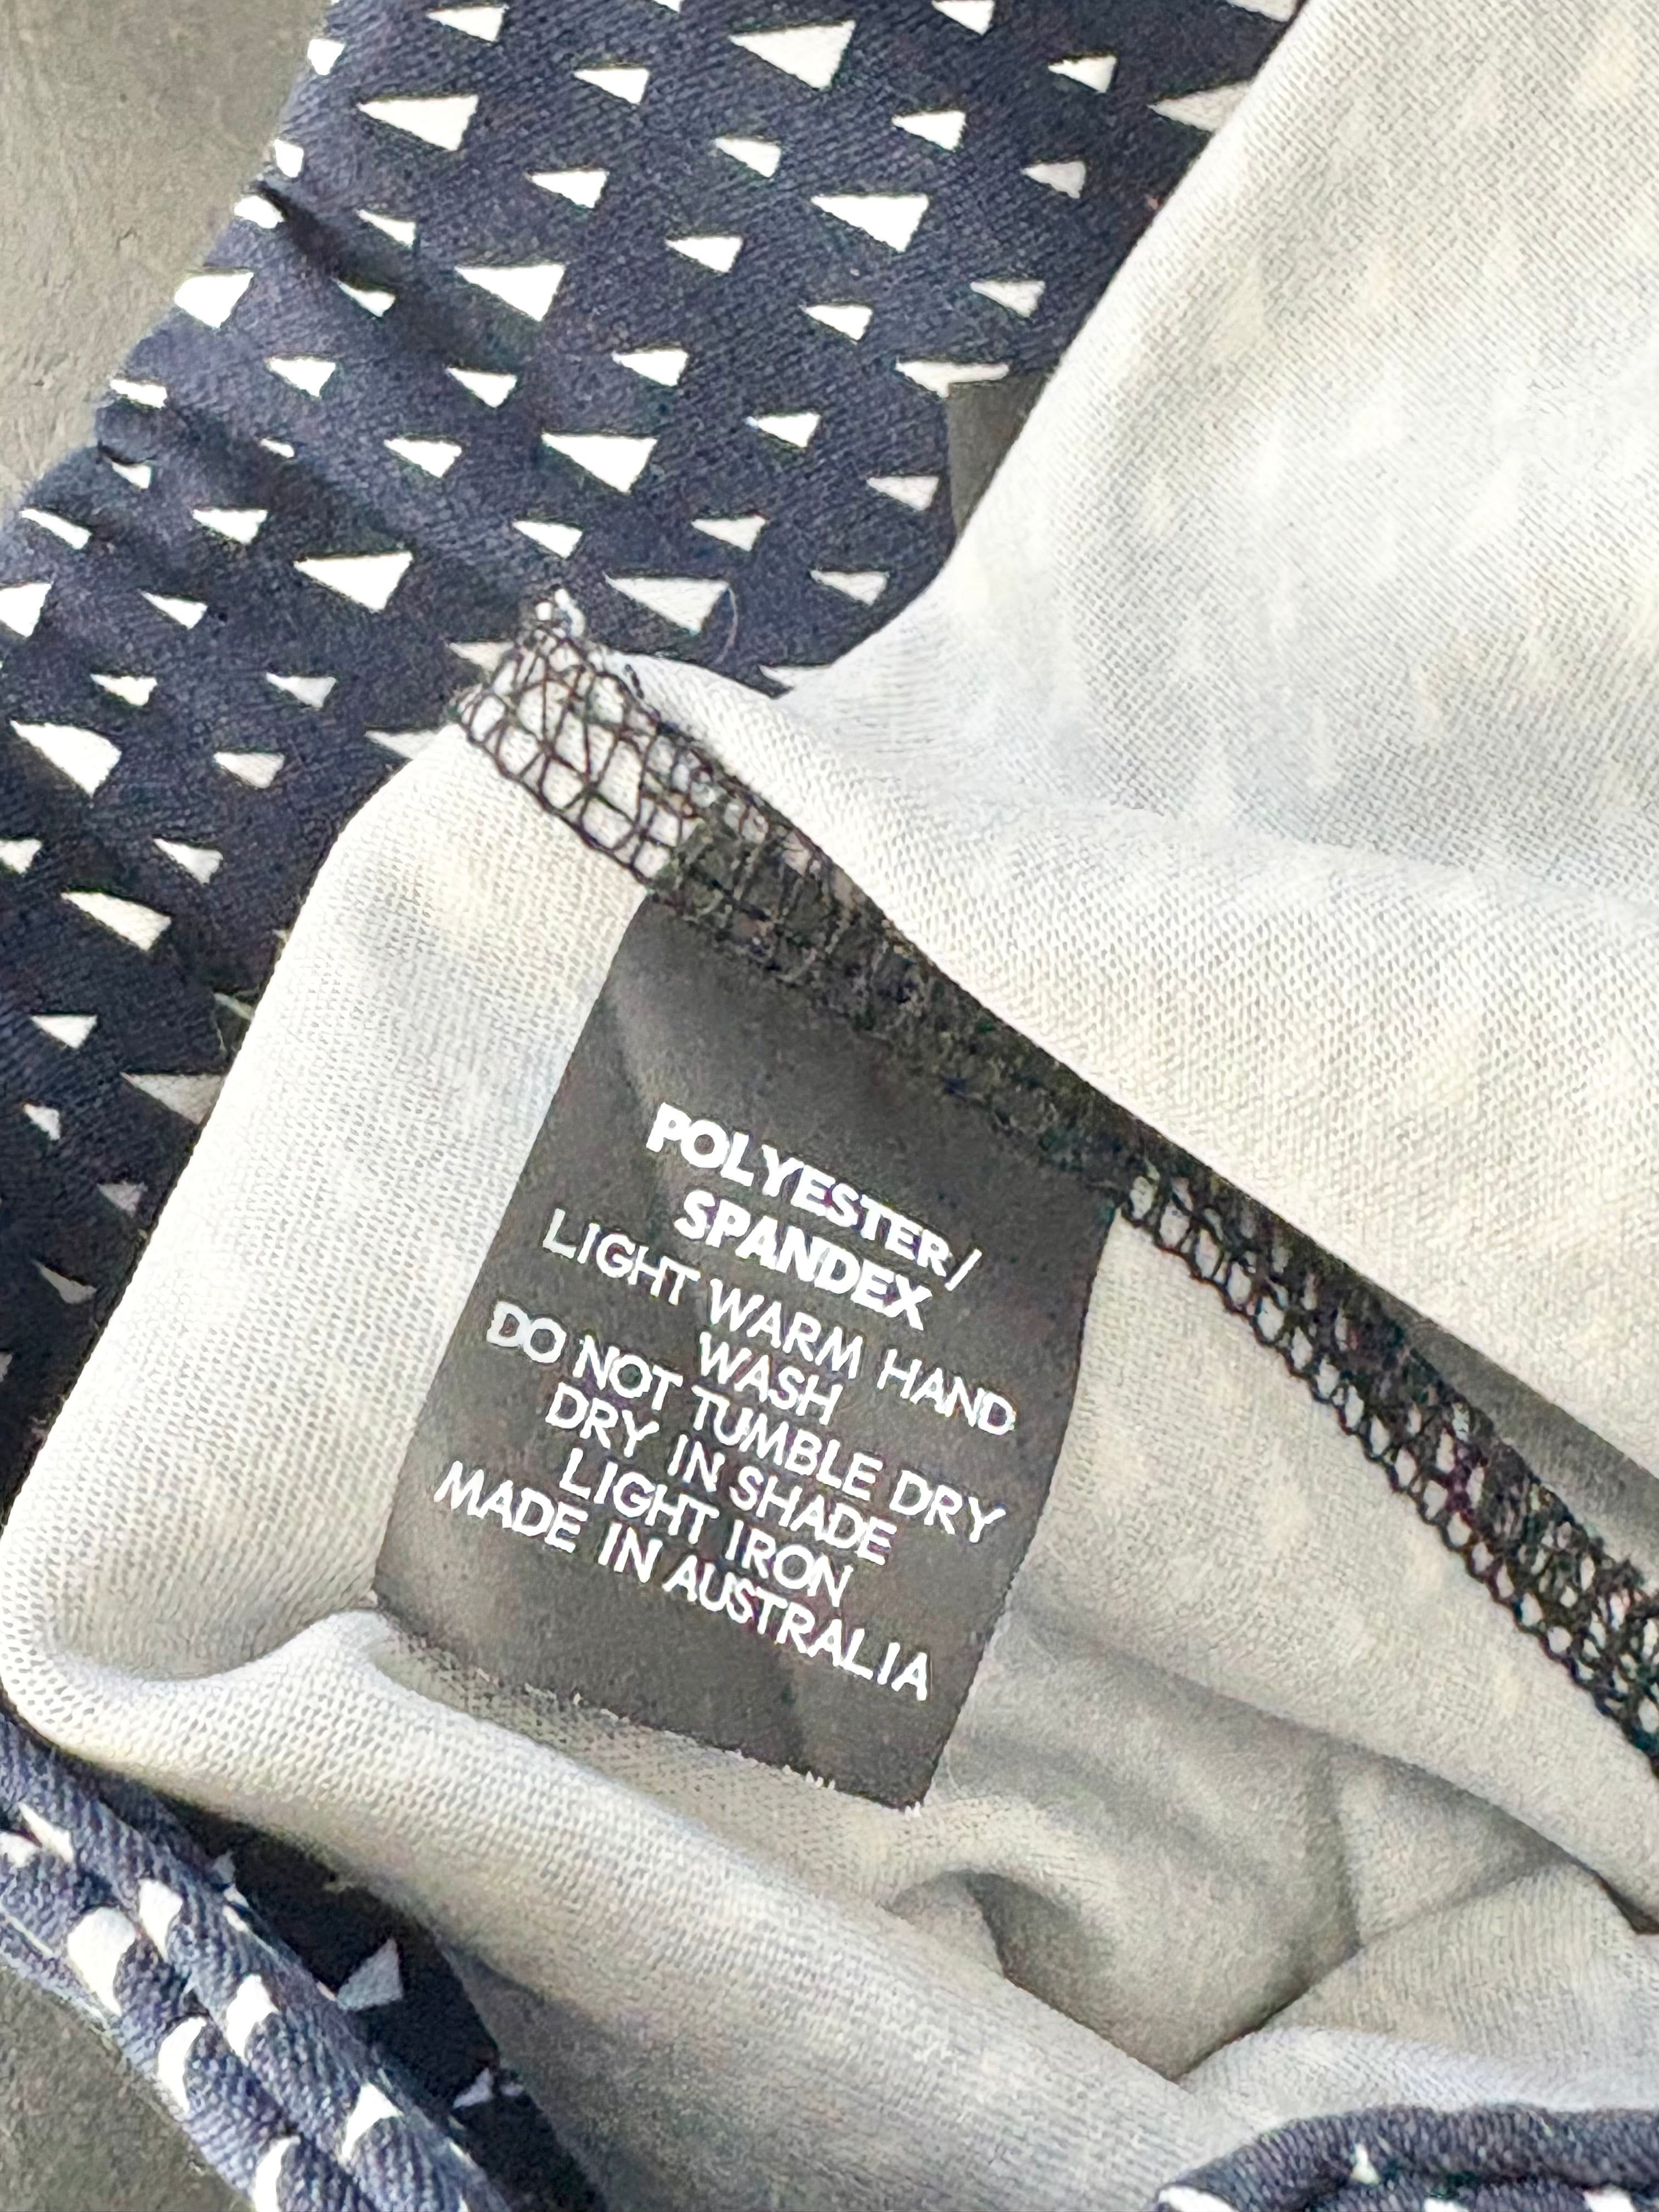 POLYESTER/
SPANDEX
LIGHT WARM HAND
WASH
DO NOT TUMBLE DRY
DRY IN SHADE
LIGHT IRON
MADE IN AUSTRALIA